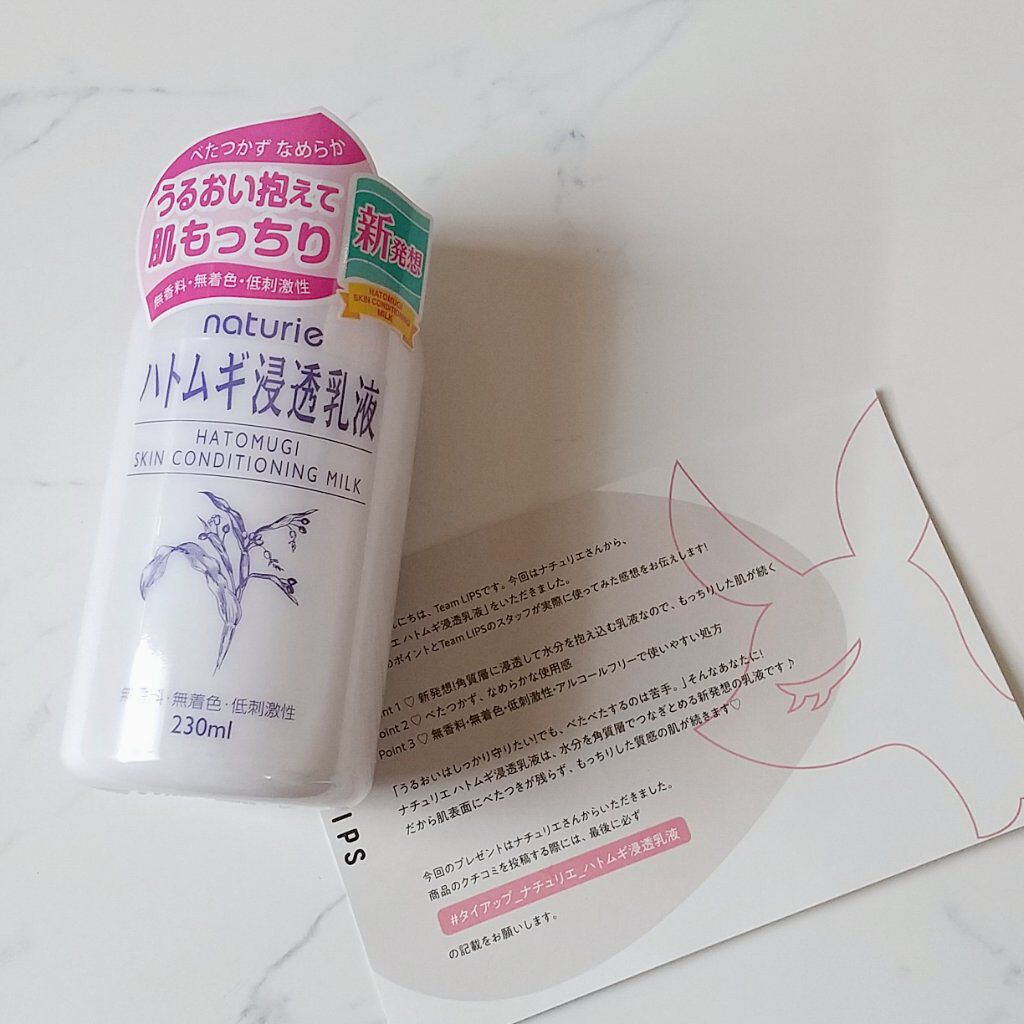 べたつかず なめらか
うるおい抱えて
肌もっちり
無香料・無着色・低刺激性
新発想
HATOMUGI
SKIN CONDITIONING
MILK
naturie
ハトムギ浸透乳液
HATOMUGI
SKIN CONDITIONING MILK
無香料・無着色・低刺激性
230ml
にちは、Team LIPSです。今回はナチュリエさんから、
エ ハトムギ浸透乳液」をいただきました。
ポイントとTeam LIPSのスタッフが実際に使ってみた感想をお伝えします!
int 1 ♡ 新発想!角質層に浸透して水分を抱え込む乳液なので、もっちりした肌が続く
oint 2 ♡ べたつかず、なめらかな使用感
Point 3 ♡ 無香料・無着色・低刺激性・アルコールフリーで使いやすい処方
「うるおいはしっかり守りたい!でも、べたべたするのは苦手。」そんなあなたに!
ナチュリエ ハトムギ浸透乳液は、水分を角質層でつなぎとめる新発想の乳液です♪
だから肌表面にべたつきが残らず、もっちりした質感の肌が続きます♡
今回のプレゼントはナチュリエさんからいただきました。
商品のクチコミを投稿する際には、最後に必ず
#タイアップ_ナチュリエ_ハトムギ浸透乳液
の記載をお願いします。
IPS